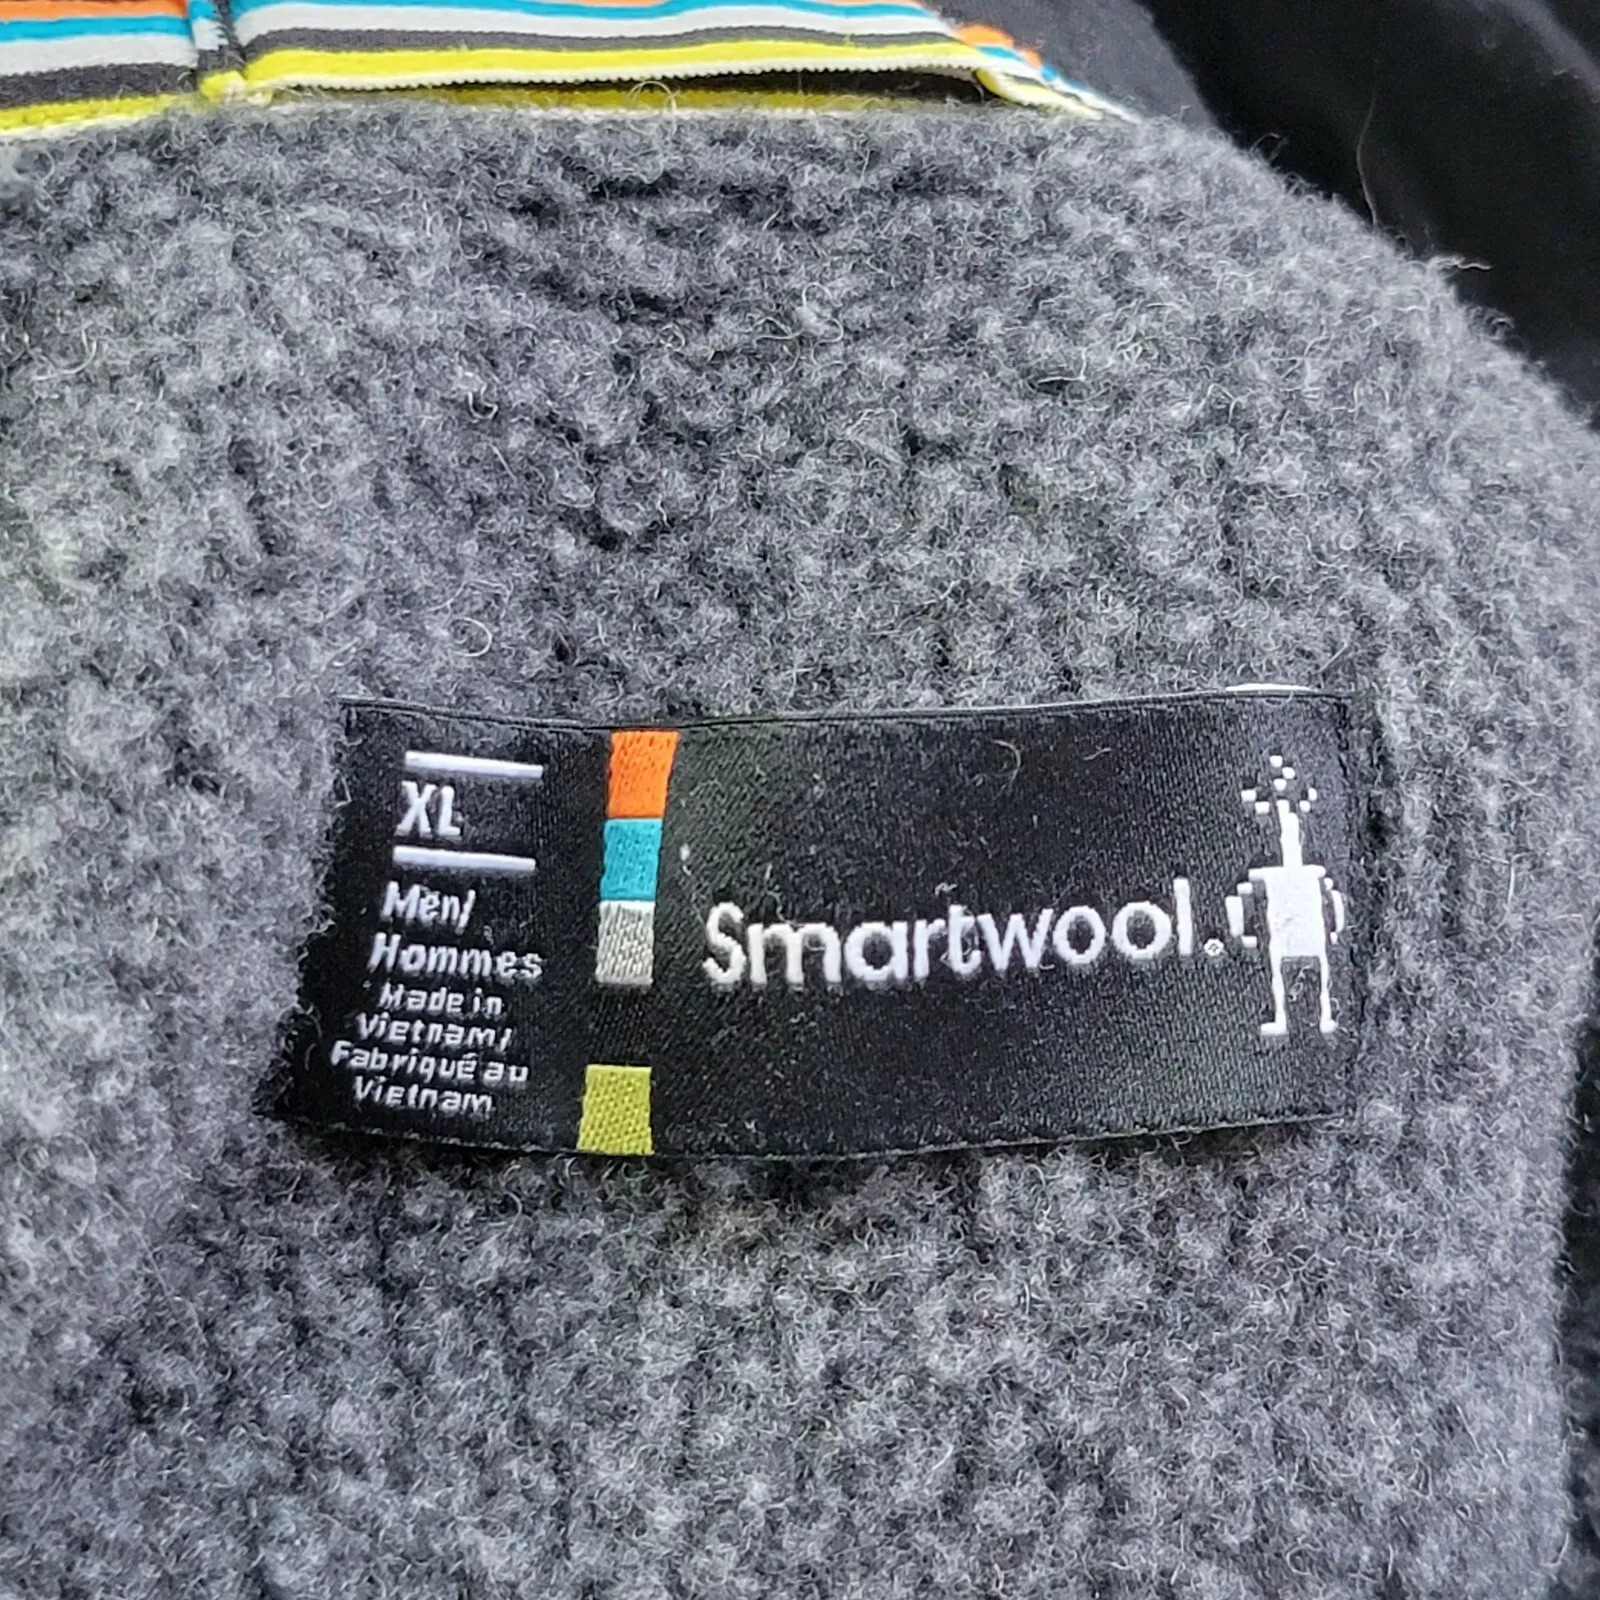 XL
Men/
Hommes
Made in
Vietnam/
Fabriqué au
Vietnam
Smartwool®